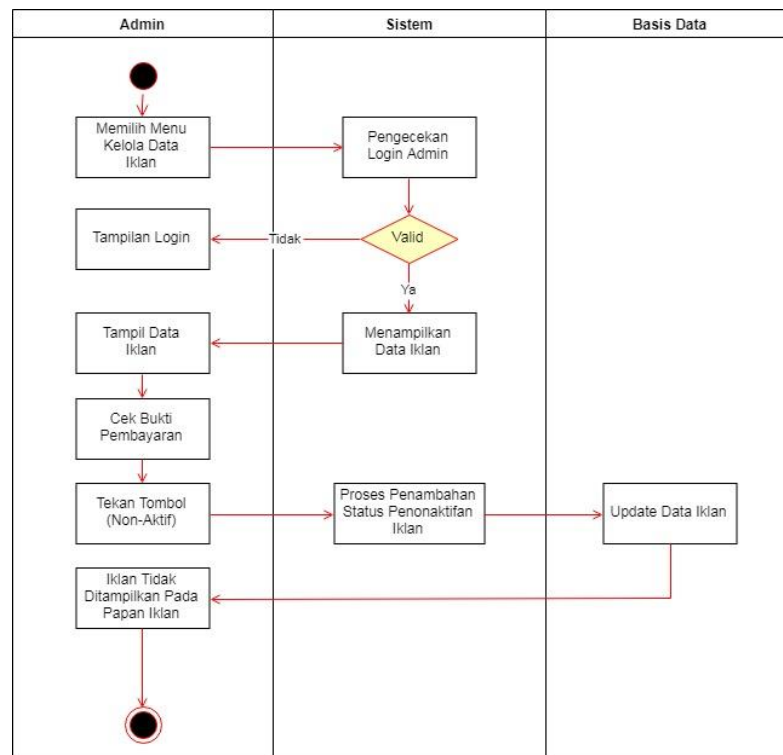 Admin
Sistem
Basis Data
Memilih Menu
Kelola Data
Iklan
Pengecekan
Login Admin
Tampilan Login
Tidak
Valid
Ya
Tampil Data
Iklan
Menampilkan
Data Iklan
Cek Bukti
Pembayaran
Tekan Tombol
(Non-Aktif)
Proses Penambahan
Status Penonaktifan
Iklan
Update Data Iklan
Iklan Tidak
Ditampilkan Pada
Papan Iklan